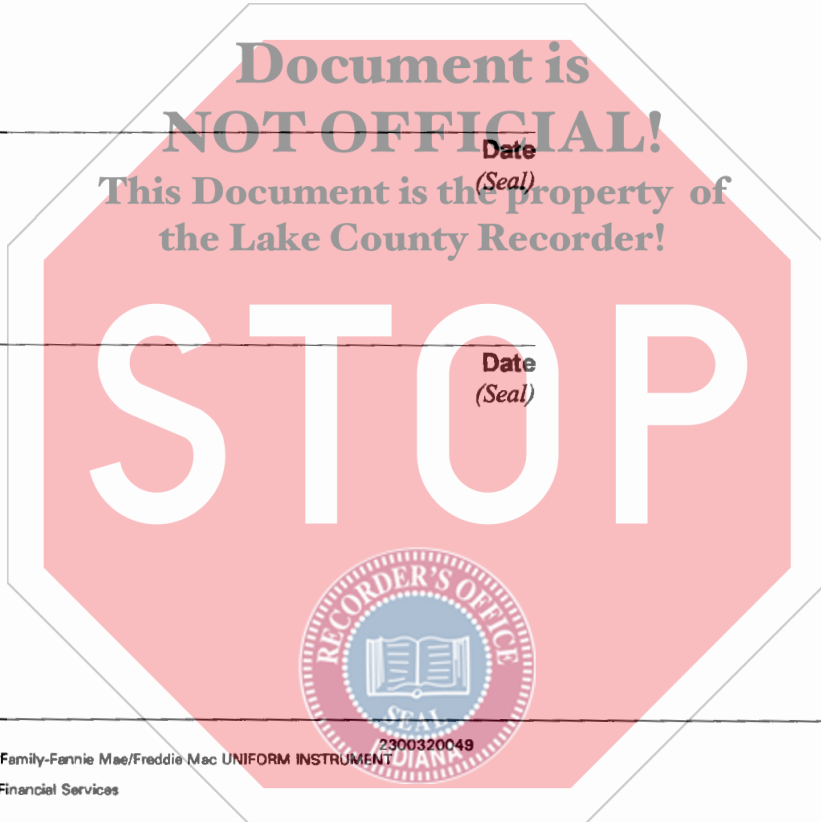 Document is
NOT OFFICIAL!
Date
(Seal)
This Document is the property of
the Lake County Recorder!
STOP
Date
(Seal)
RECORDER'S OFFICE
SEAL
INDIANA
2300320049
Family-Fannie Mae/Freddie Mac UNIFORM INSTRUMENT
Financial Services